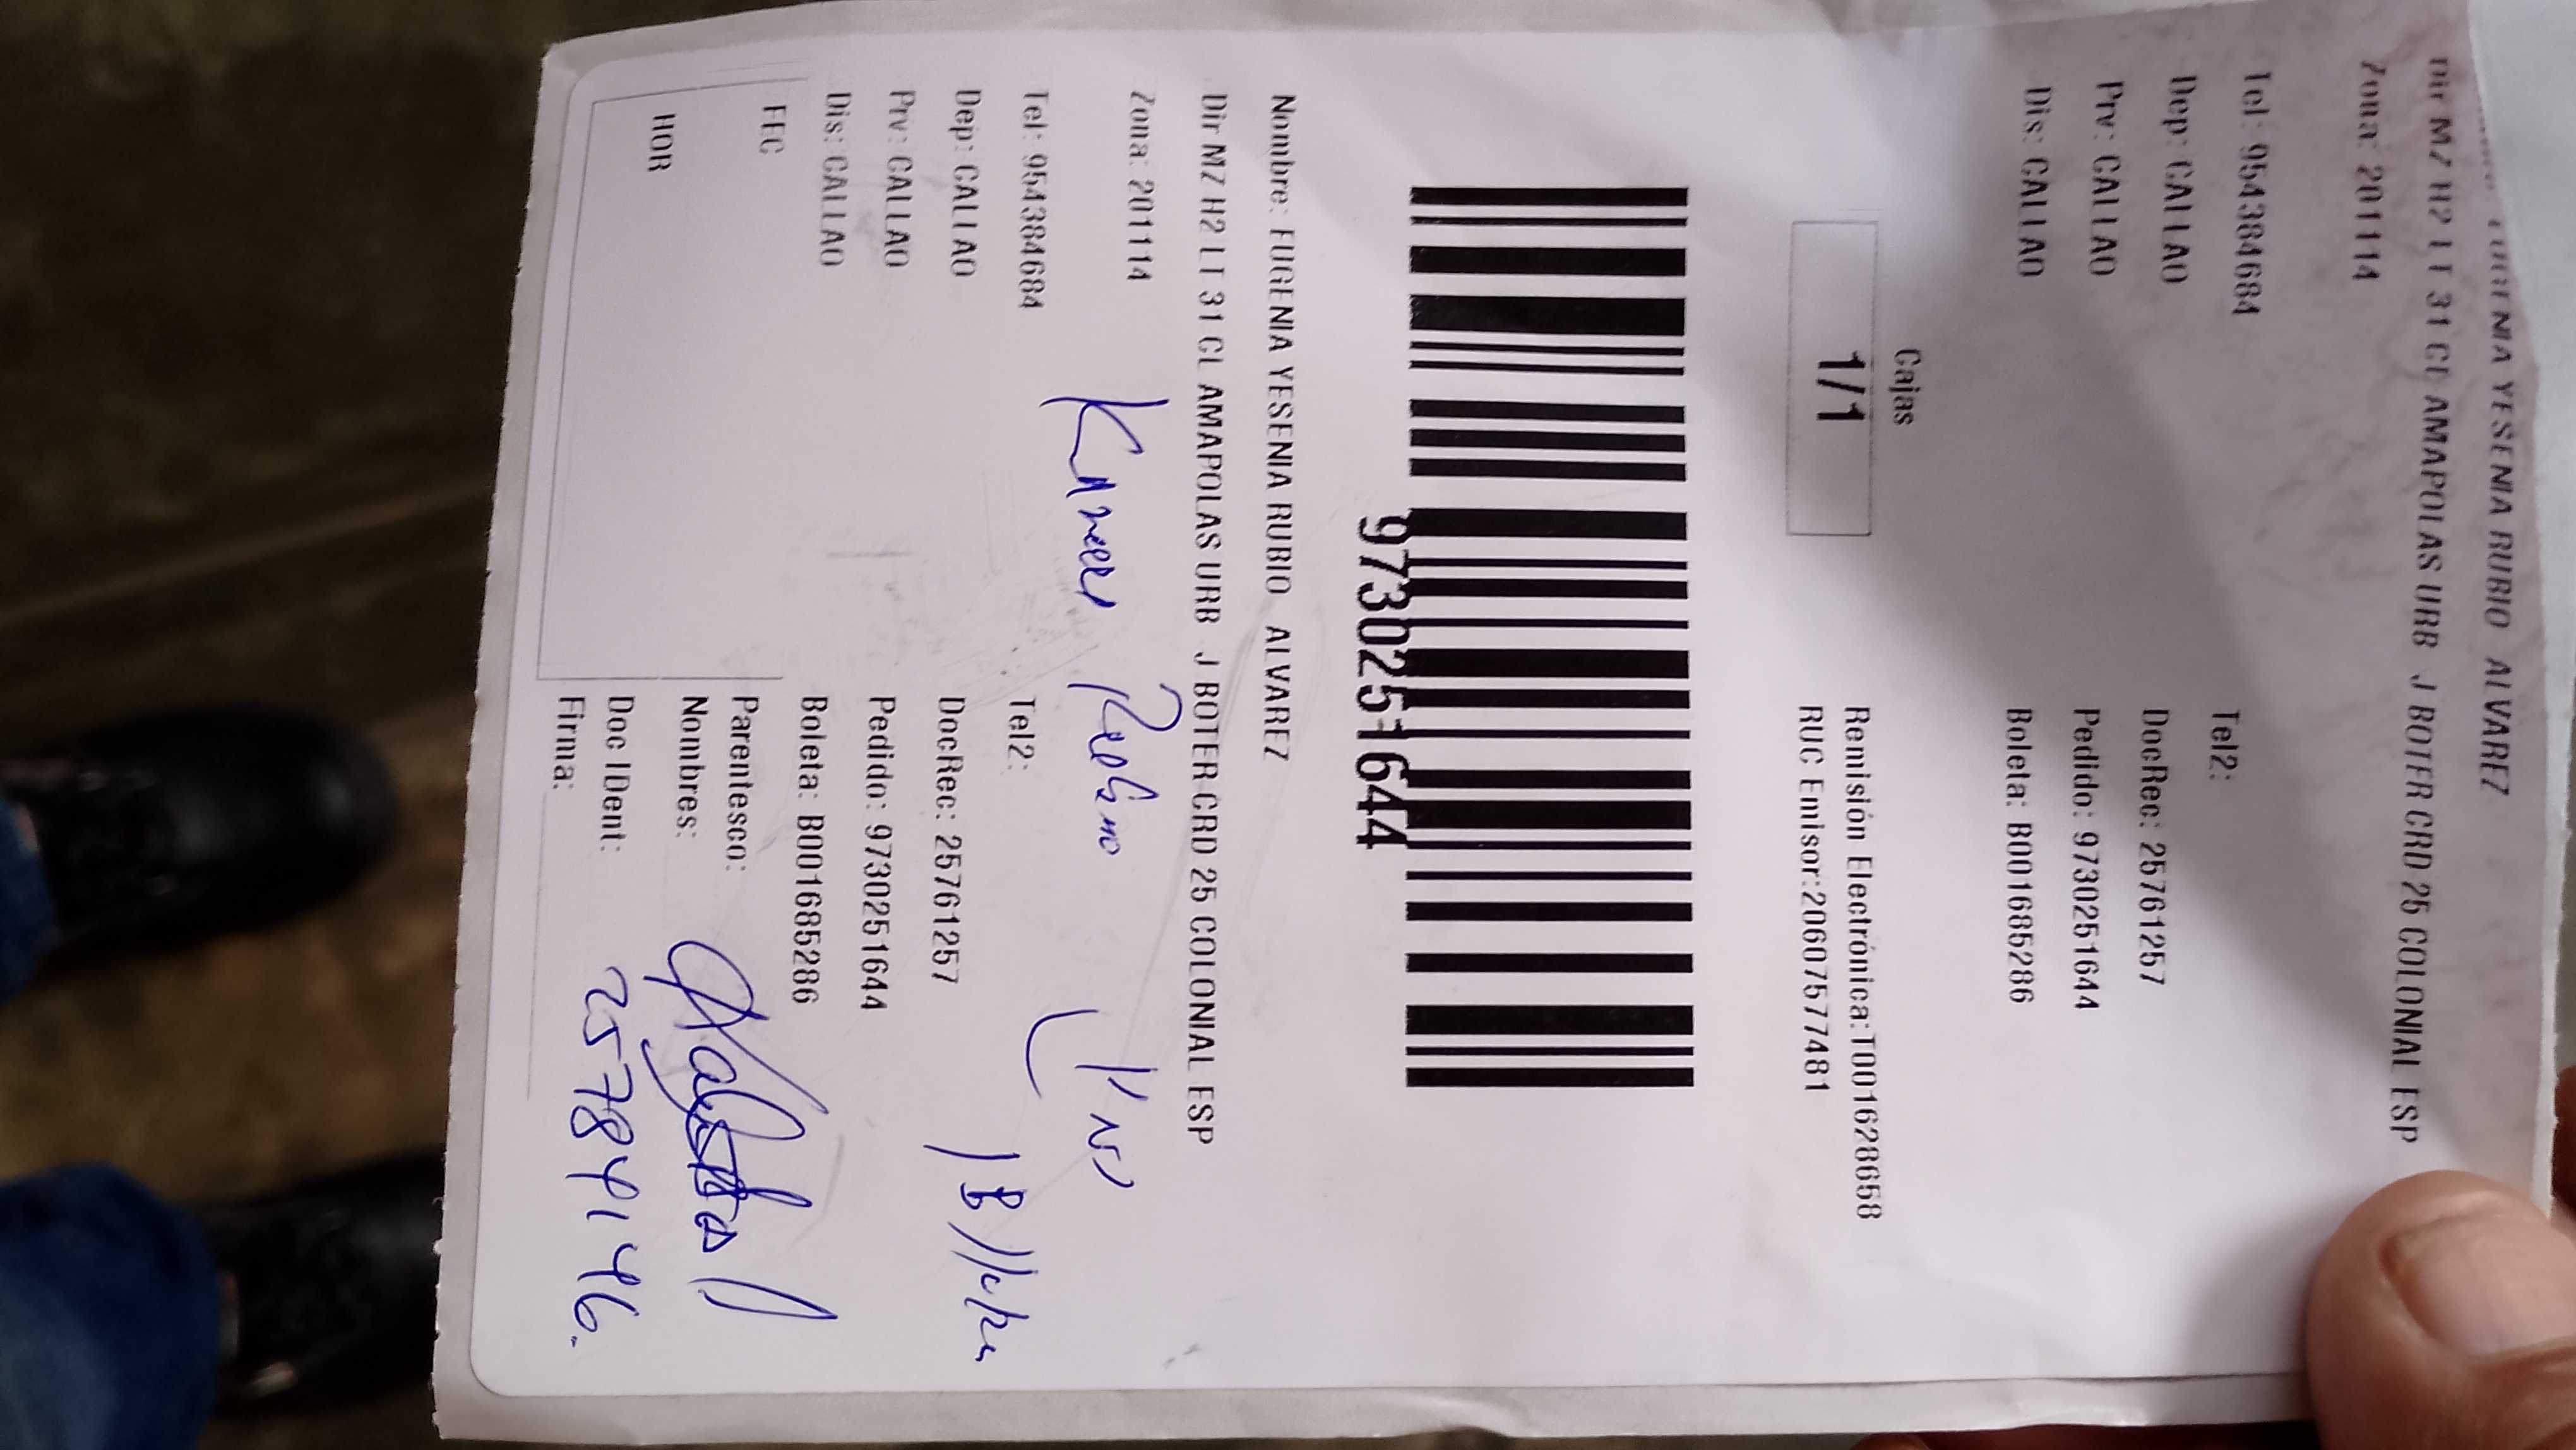 YESENIA RUBIO ALVAREZ
Dir MZ H2 LT 31 CL AMAPOLAS URB J BOTER CRD 25 COLONIAL ESP
Zona: 201114
Tel: 954384684 Tel2:
Dep: CALLAO DocRec: 25761257
Prv: CALLAO Pedido: 9730251644
Dis: CALLAO Boleta: B001685286
Cajas
1/1
Remisión Electrónica:T001628658
RUC Emisor:20607577481
9730251644
Nombre: EUGENIA YESENIA RUBIO ALVAREZ
Dir MZ H2 LT 31 CL AMAPOLAS URB J BOTER CRD 25 COLONIAL ESP
Zona: 201114
Tel: 954384684 Tel2:
Dep: CALLAO DocRec: 25761257
Prv: CALLAO Pedido: 9730251644
Dis: CALLAO Boleta: B001685286
FEC Parentesco:
HOR Nombres:
Doc IDent: 25784146.
Firma: